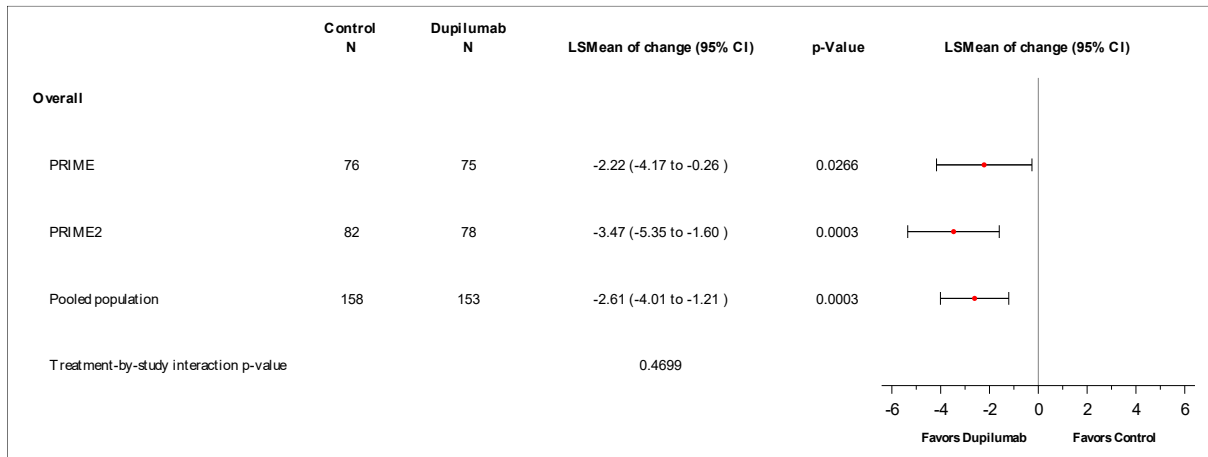 Control Dupilumab
N N LSMean of change (95% CI) p-Value LSMean of change (95% CI)
Overall
PRIME 76 75 -2.22 (-4.17 to -0.26 ) 0.0266
PRIME2 82 78 -3.47 (-5.35 to -1.60 ) 0.0003
Pooled population 158 153 -2.61 (-4.01 to -1.21 ) 0.0003
Treatment-by-study interaction p-value 0.4699
-6 -4 -2 0 2 4 6
Favors Dupilumab Favors Control